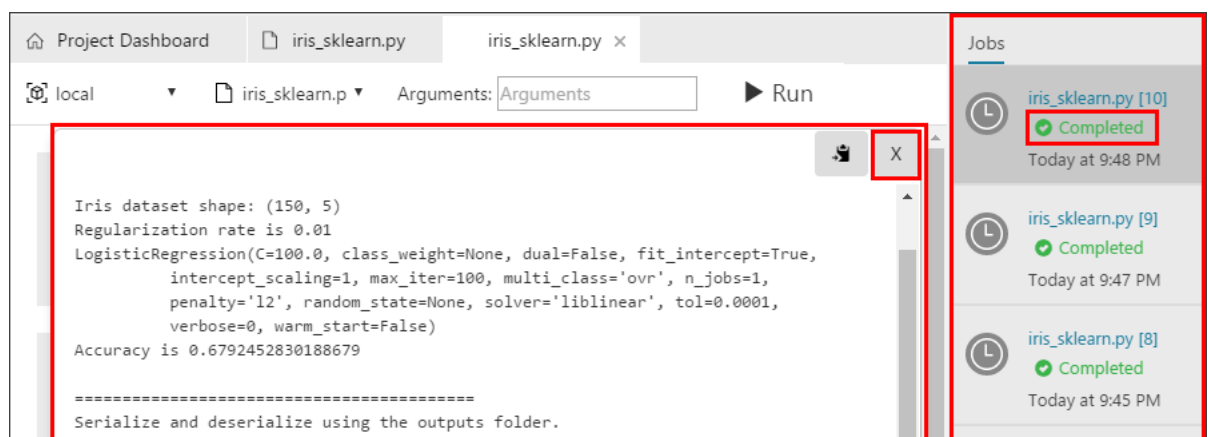 Project Dashboard iris_sklearn.py iris_sklearn.py ×
local iris_sklearn.p Arguments: Arguments Run
X
Iris dataset shape: (150, 5)
Regularization rate is 0.01
LogisticRegression(C=100.0, class_weight=None, dual=False, fit_intercept=True,
intercept_scaling=1, max_iter=100, multi_class='ovr', n_jobs=1,
penalty='l2', random_state=None, solver='liblinear', tol=0.0001,
verbose=0, warm_start=False)
Accuracy is 0.6792452830188679
==========================================
Serialize and deserialize using the outputs folder.
Jobs
iris_sklearn.py [10]
Completed
Today at 9:48 PM
iris_sklearn.py [9]
Completed
Today at 9:47 PM
iris_sklearn.py [8]
Completed
Today at 9:45 PM